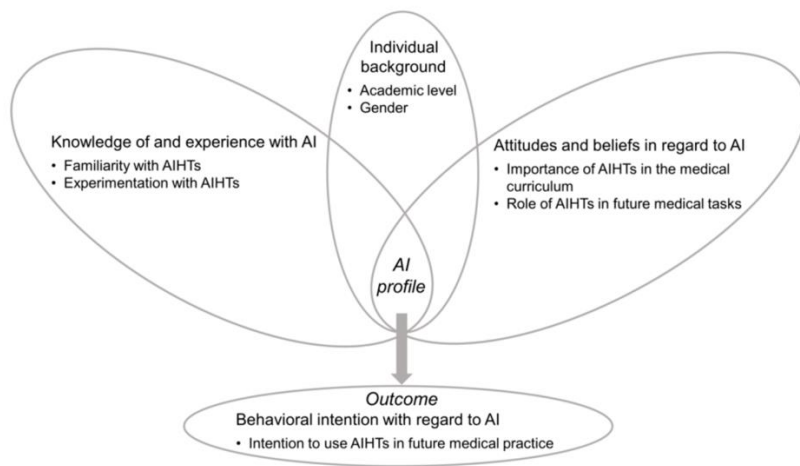 Individual
background
• Academic level
• Gender
Knowledge of and experience with AI
• Familiarity with AIHTs
• Experimentation with AIHTs
Attitudes and beliefs in regard to AI
• Importance of AIHTs in the medical
curriculum
• Role of AIHTs in future medical tasks
AI
profile
Outcome
Behavioral intention with regard to AI
• Intention to use AIHTs in future medical practice